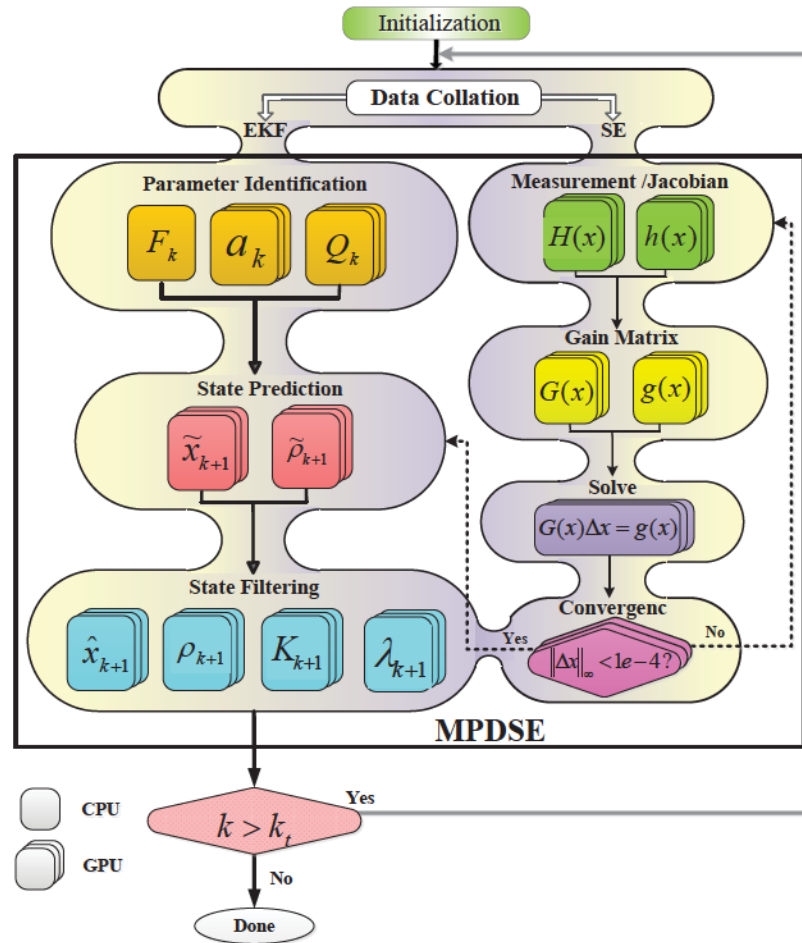 Initialization
Data Collation
EKF
SE
Parameter Identification
F_k
a_k
Q_k
State Prediction
x̃_{k+1}
ρ̃_{k+1}
State Filtering
x̂_{k+1}
ρ_{k+1}
K_{k+1}
λ_{k+1}
Measurement /Jacobian
H(x)
h(x)
Gain Matrix
G(x)
g(x)
Solve
G(x)Δx = g(x)
Convergenc
Yes
‖Δx‖_∞ <1e−4?
No
MPDSE
k > k_t
Yes
No
Done
CPU
GPU